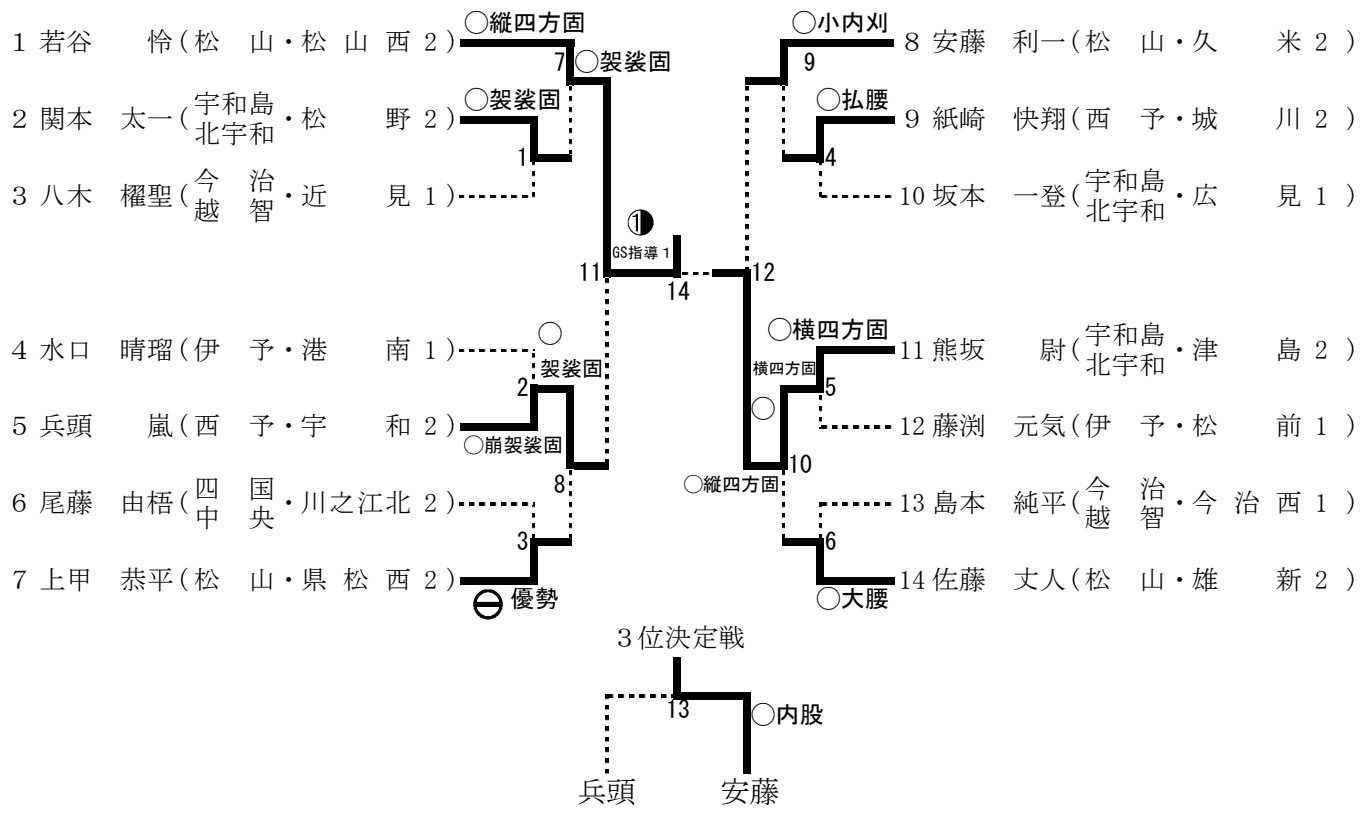 ○縦四方固
1 若谷 怜(松 山・松山西 2)
7
○袈裟固
○袈裟固
2 関本 太一(宇和島北宇和・松 野 2)
1
3 八木 櫂聖(今 治越 智・近 見 1)
11
4 水口 晴瑠(伊 予・港 南 1)
○
袈裟固
2
5 兵頭 嵐(西 予・宇 和 2)
○崩袈裟固
8
6 尾藤 由梧(四 国中 央・川之江北 2)
3
7 上甲 恭平(松 山・県松西 2)
優勢
1
GS指導1
14
○小内刈
8 安藤 利一(松 山・久 米 2)
9
○払腰
9 紙崎 快翔(西 予・城 川 2)
4
10 坂本 一登(宇和島北宇和・広 見 1)
12
○横四方固
11 熊坂 尉(宇和島北宇和・津 島 2)
横四方固
○
5
12 藤渕 元気(伊 予・松 前 1)
10
○縦四方固
13 島本 純平(今 治越 智・今治西 1)
6
14 佐藤 丈人(松 山・雄 新 2)
○大腰
3位決定戦
13
○内股
兵頭
安藤